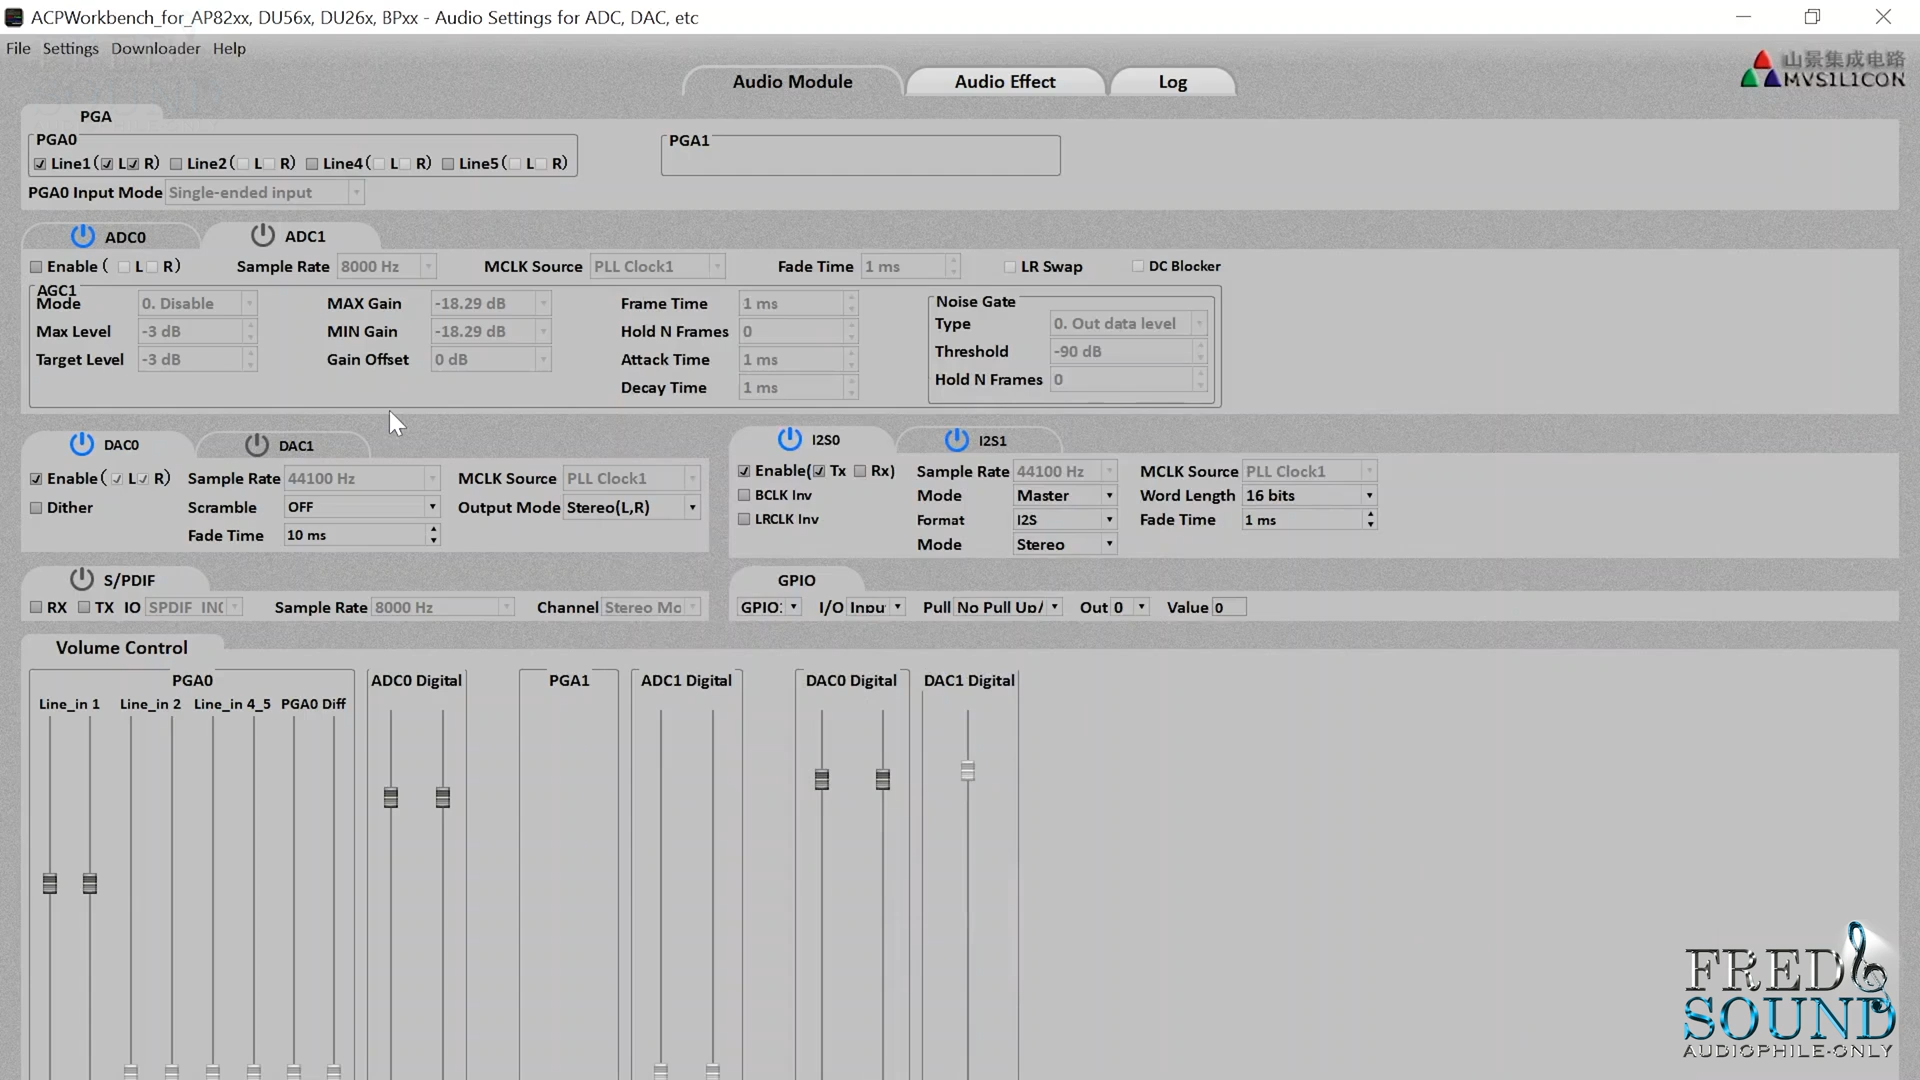 ACPWorkbench_for_AP82xx, DU56x, DU26x, BPxx - Audio Settings for ADC, DAC, etc
File Settings Downloader Help
Audio Module Audio Effect Log
山景集成电路
MVSILICON
PGA
PGA0
PGA1
Line1 ( L R) Line2 ( L R) Line4 ( L R) Line5 ( L R)
PGA0 Input Mode Single-ended input
ADC0 ADC1
Enable ( L R) Sample Rate 8000 Hz MCLK Source PLL Clock1 Fade Time 1 ms LR Swap DC Blocker
AGC1
Mode 0. Disable MAX Gain -18.29 dB Frame Time 1 ms
Max Level -3 dB MIN Gain -18.29 dB Hold N Frames 0
Target Level -3 dB Gain Offset 0 dB Attack Time 1 ms
Decay Time 1 ms
Noise Gate
Type 0. Out data level
Threshold -90 dB
Hold N Frames 0
DAC0 DAC1
Enable ( L R) Sample Rate 44100 Hz MCLK Source PLL Clock1
Dither Scramble OFF Output Mode Stereo(L,R)
Fade Time 10 ms
I2S0 I2S1
Enable( Tx Rx) Sample Rate 44100 Hz MCLK Source PLL Clock1
BCLK Inv Mode Master Word Length 16 bits
LRCLK Inv Format I2S Fade Time 1 ms
Mode Stereo
S/PDIF
RX TX IO SPDIF_IN( Sample Rate 8000 Hz Channel Stereo Mo
GPIO
GPIO: I/O Inpu Pull No Pull Up/ Out 0 Value 0
Volume Control
PGA0 ADC0 Digital PGA1 ADC1 Digital DAC0 Digital DAC1 Digital
Line_in 1 Line_in 2 Line_in 4_5 PGA0 Diff
FRED
SOUND
AUDIOPHILE-ONLY